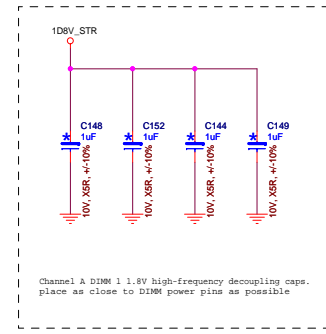 1D8V_STR
* C148
1uF
10V, X5R, +/-10%
* C152
1uF
10V, X5R, +/-10%
* C144
1uF
10V, X5R, +/-10%
* C149
1uF
10V, X5R, +/-10%
Channel A DIMM 1 1.8V high-frequency decoupling caps.
place as close to DIMM power pins as possible